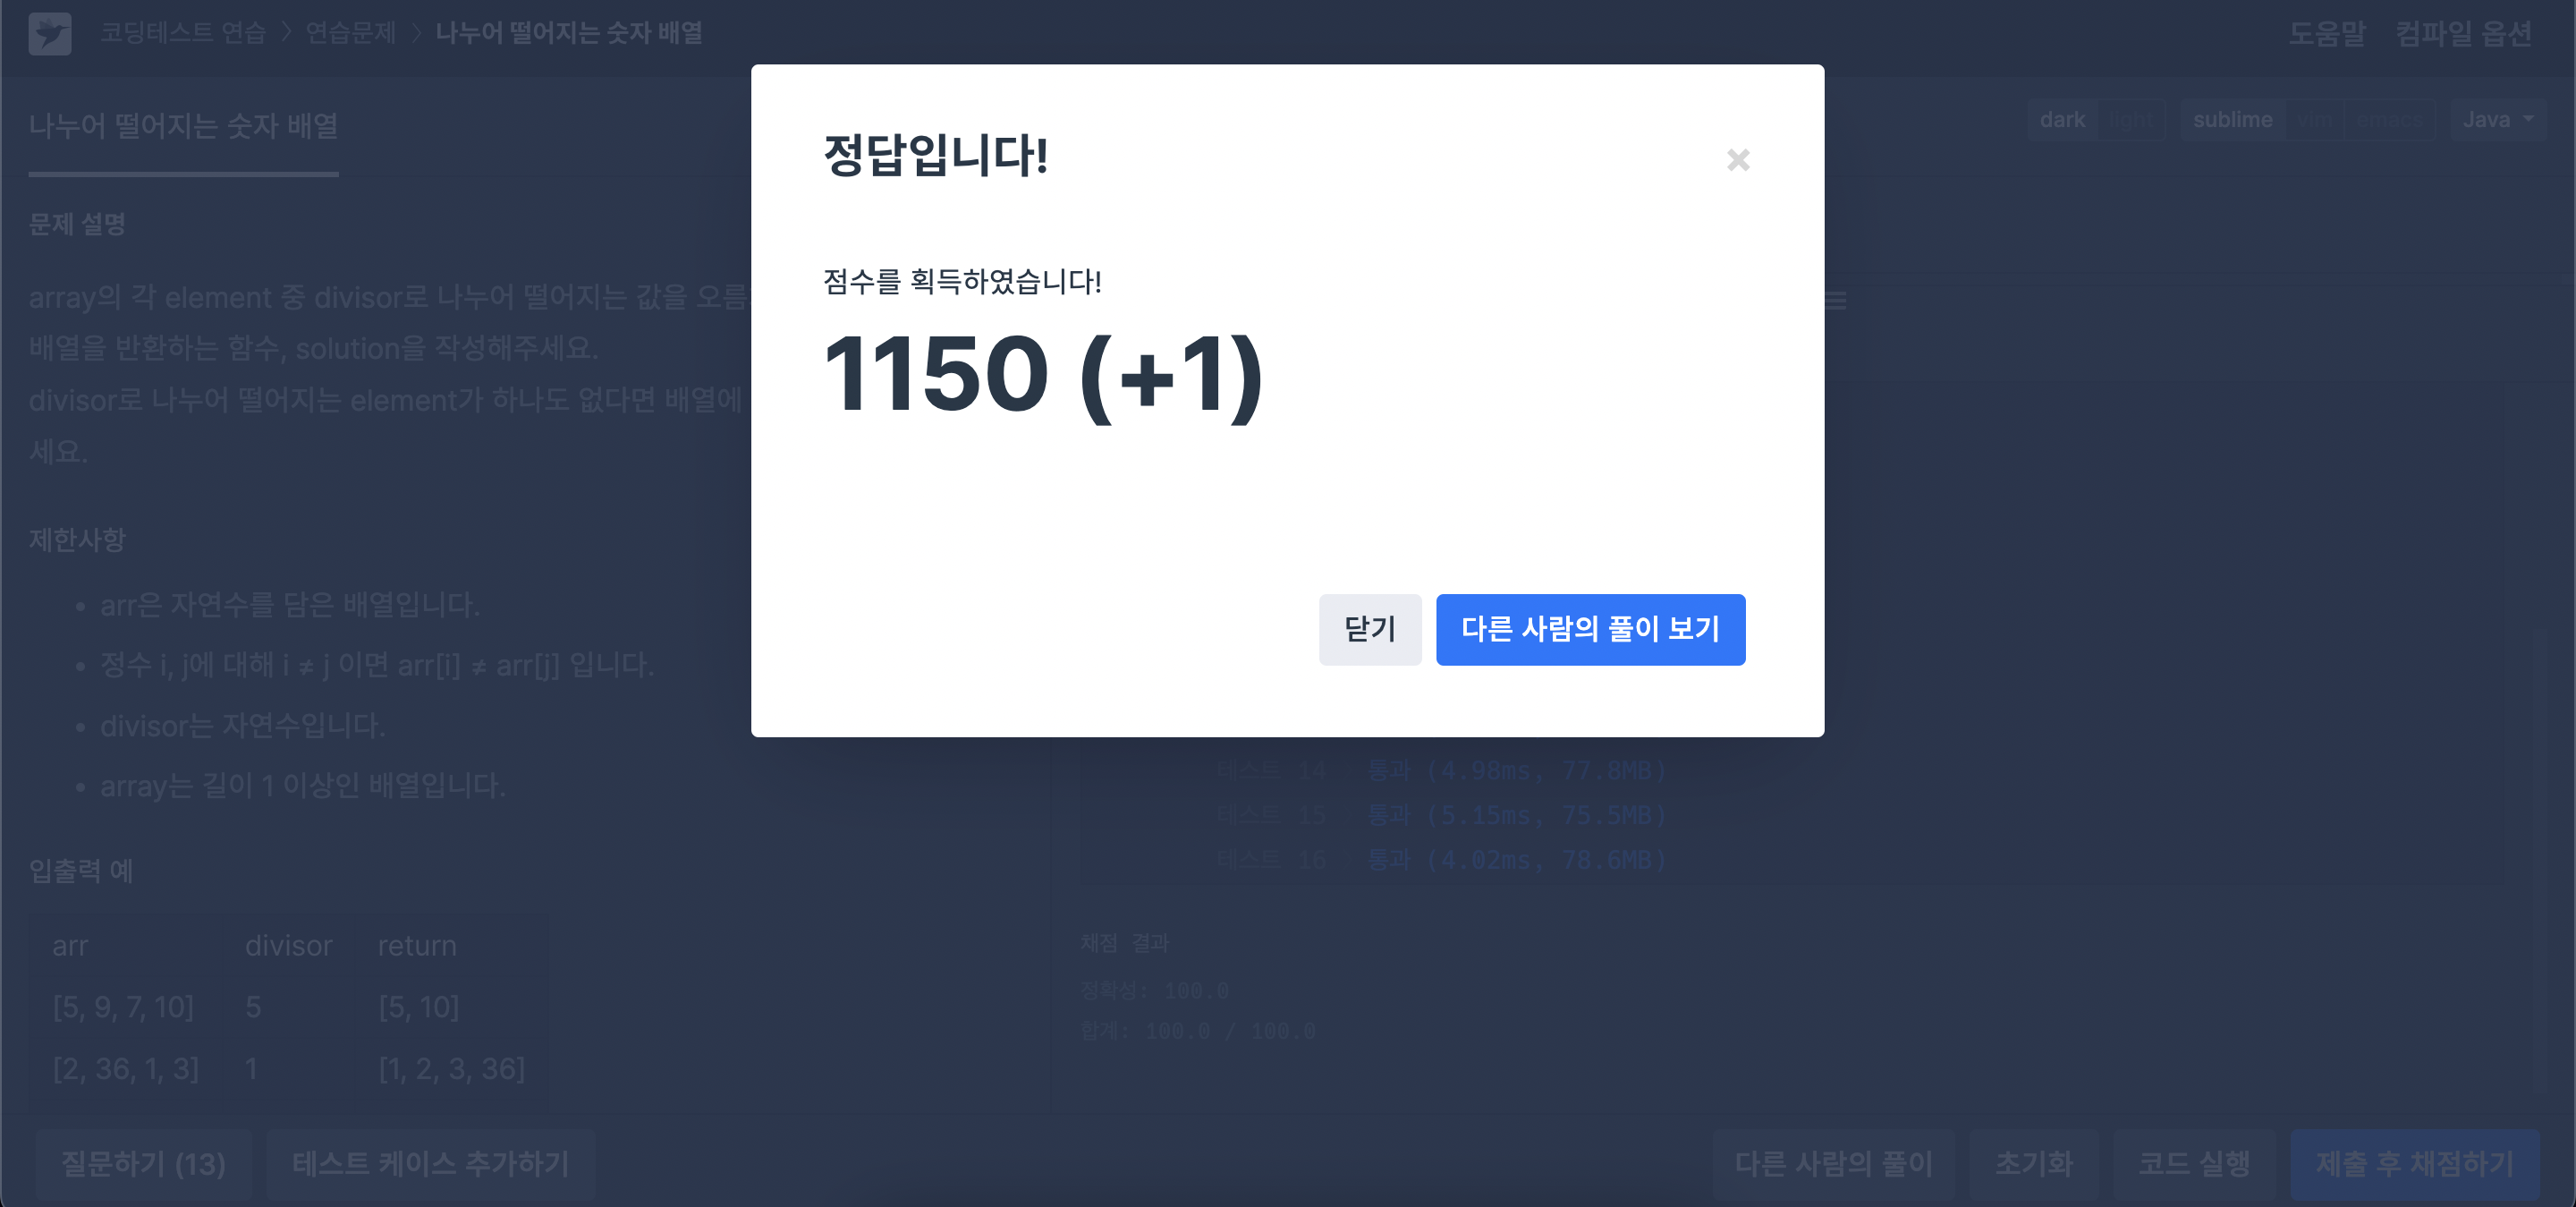 코딩테스트 연습 > 연습문제 > 나누어 떨어지는 숫자 배열
도움말 컴파일 옵션
나누어 떨어지는 숫자 배열
dark light sublime vim emacs Java
정답입니다!
점수를 획득하였습니다!
1150 (+1)
닫기 다른 사람의 풀이 보기
문제 설명
array의 각 element 중 divisor로 나누어 떨어지는 값을
배열을 반환하는 함수, solution을 작성해주세요.
divisor로 나누어 떨어지는 element가 하나도 없다면 배열에
세요.
제한사항
arr은 자연수를 담은 배열입니다.
정수 i, j에 대해 i ≠ j 이면 arr[i] ≠ arr[j] 입니다.
divisor는 자연수입니다.
array는 길이 1 이상인 배열입니다.
입출력 예
arr divisor return
[5, 9, 7, 10] 5 [5, 10]
[2, 36, 1, 3] 1 [1, 2, 3, 36]
테스트 14 통과 (4.98ms, 77.8MB)
테스트 15 통과 (5.15ms, 75.5MB)
테스트 16 통과 (4.02ms, 78.6MB)
채점 결과
정확성: 100.0
합계: 100.0 / 100.0
질문하기 (13) 테스트 케이스 추가하기
다른 사람의 풀이 초기화 코드 실행 제출 후 채점하기